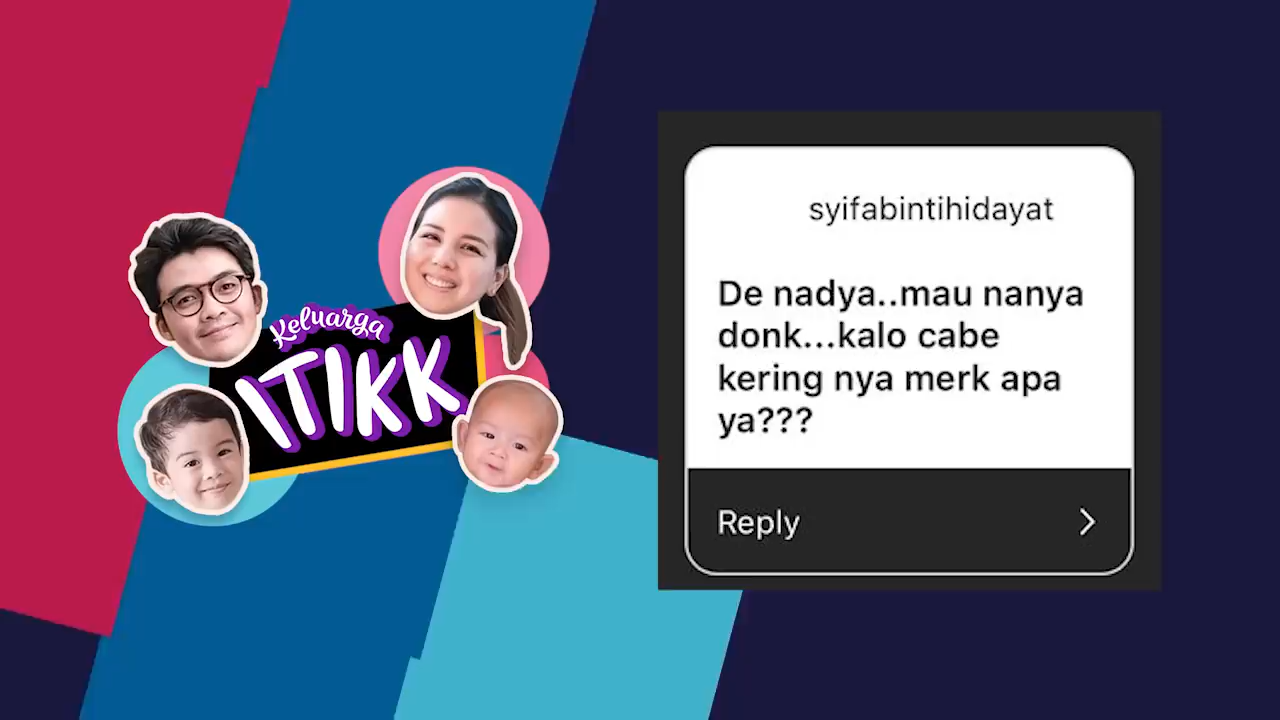 Keluarga
ITIKK
syifabintihidayat
De nadya..mau nanya
donk...kalo cabe
kering nya merk apa
ya???
Reply